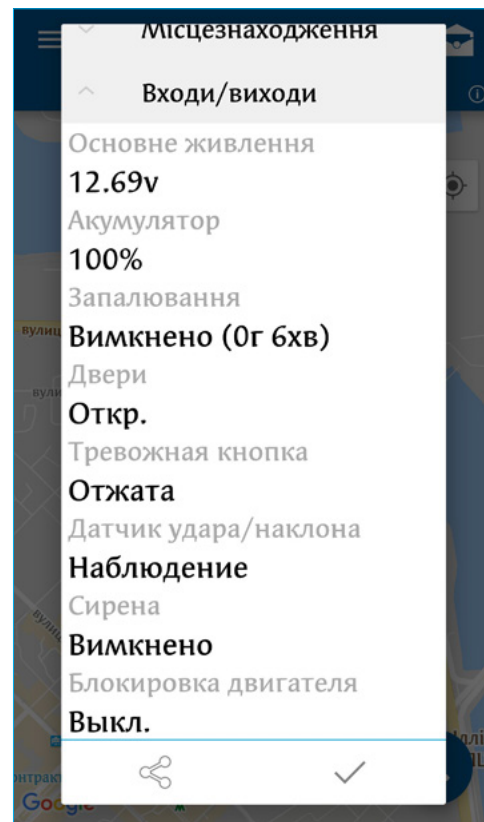 Місцезнаходження
Входи/виходи
Основне живлення
12.69v
Акумулятор
100%
Запалювання
Вимкнено (0г 6хв)
Двери
Откр.
Тревожная кнопка
Отжата
Датчик удара/наклона
Наблюдение
Сирена
Вимкнено
Блокировка двигателя
Выкл.